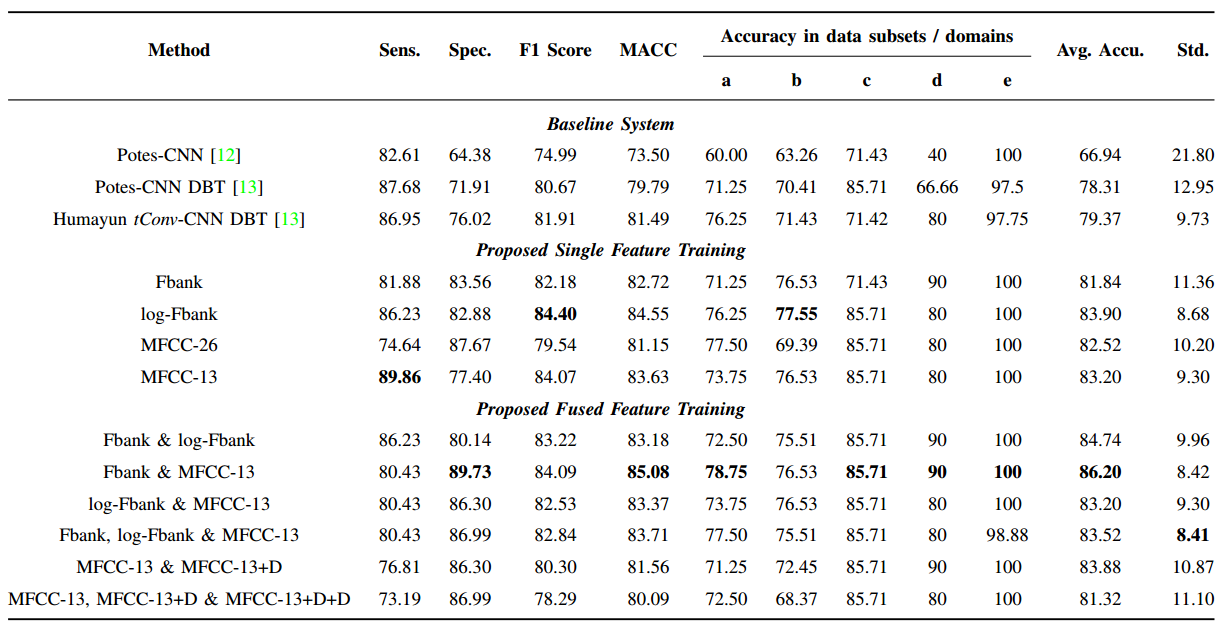 Method Sens. Spec. F1 Score MACC Accuracy in data subsets / domains Avg. Accu. Std.
a b c d e
Baseline System
Potes-CNN [12] 82.61 64.38 74.99 73.50 60.00 63.26 71.43 40 100 66.94 21.80
Potes-CNN DBT [13] 87.68 71.91 80.67 79.79 71.25 70.41 85.71 66.66 97.5 78.31 12.95
Humayun tConv-CNN DBT [13] 86.95 76.02 81.91 81.49 76.25 71.43 71.42 80 97.75 79.37 9.73
Proposed Single Feature Training
Fbank 81.88 83.56 82.18 82.72 71.25 76.53 71.43 90 100 81.84 11.36
log-Fbank 86.23 82.88 84.40 84.55 76.25 77.55 85.71 80 100 83.90 8.68
MFCC-26 74.64 87.67 79.54 81.15 77.50 69.39 85.71 80 100 82.52 10.20
MFCC-13 89.86 77.40 84.07 83.63 73.75 76.53 85.71 80 100 83.20 9.30
Proposed Fused Feature Training
Fbank & log-Fbank 86.23 80.14 83.22 83.18 72.50 75.51 85.71 90 100 84.74 9.96
Fbank & MFCC-13 80.43 89.73 84.09 85.08 78.75 76.53 85.71 90 100 86.20 8.42
log-Fbank & MFCC-13 80.43 86.30 82.53 83.37 73.75 76.53 85.71 80 100 83.20 9.30
Fbank, log-Fbank & MFCC-13 80.43 86.99 82.84 83.71 77.50 75.51 85.71 80 98.88 83.52 8.41
MFCC-13 & MFCC-13+D 76.81 86.30 80.30 81.56 71.25 72.45 85.71 90 100 83.88 10.87
MFCC-13, MFCC-13+D & MFCC-13+D+D 73.19 86.99 78.29 80.09 72.50 68.37 85.71 80 100 81.32 11.10